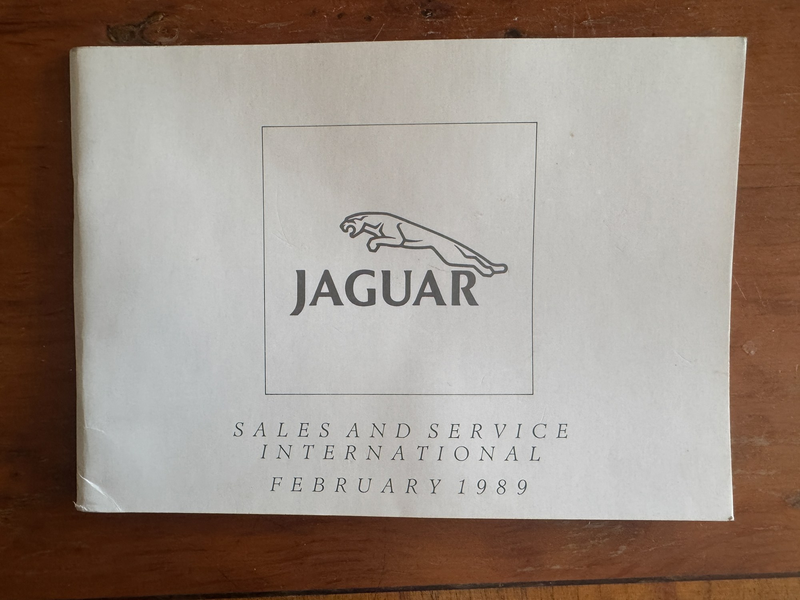 JAGUAR
SALES AND SERVICE
INTERNATIONAL
FEBRUARY 1989